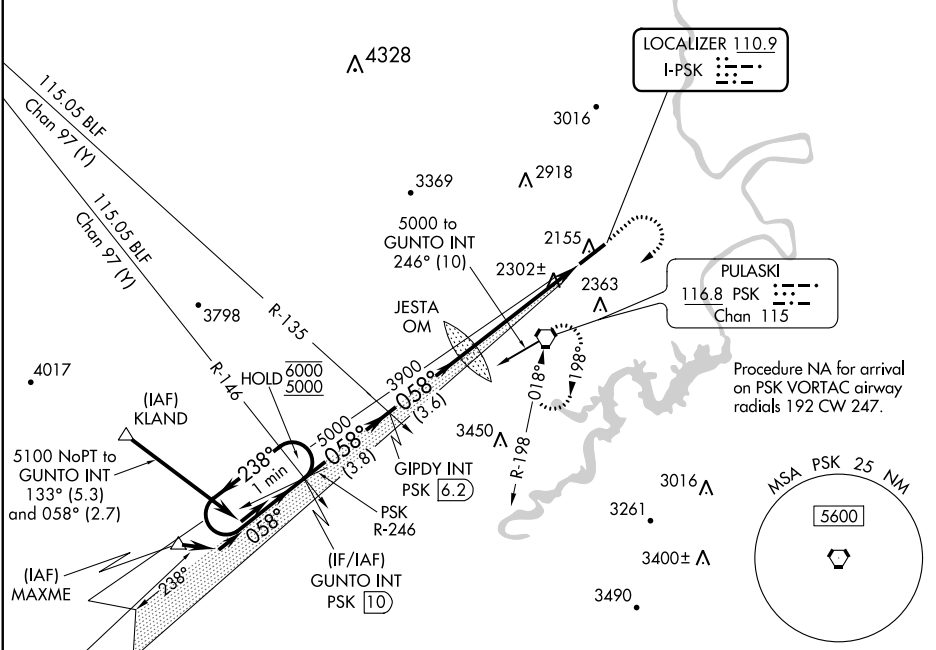 4328
LOCALIZER 110.9
I-PSK
3016
115.05 BLF
Chan 97 (Y)
2918
3369
115.05 BLF
Chan 97 (Y)
5000 to
GUNTO INT
246° (10)
2155
2302±
2363
PULASKI
116.8 PSK
Chan 115
JESTA
OM
3798
R-135
R-146
4017
HOLD 6000
5000
3900
5000
058°
(3.6)
058°
(3.8)
018°
198°
R-198
Procedure NA for arrival
on PSK VORTAC airway
radials 192 CW 247.
(IAF)
KLAND
5100 NoPT to
GUNTO INT
133° (5.3)
and 058° (2.7)
238°
1 min
058°
3450
GIPDY INT
PSK 6.2
PSK
R-246
(IF/IAF)
GUNTO INT
PSK 10
(IAF)
MAXME
238°
3016
3261
3400±
3490
MSA PSK 25 NM
5600